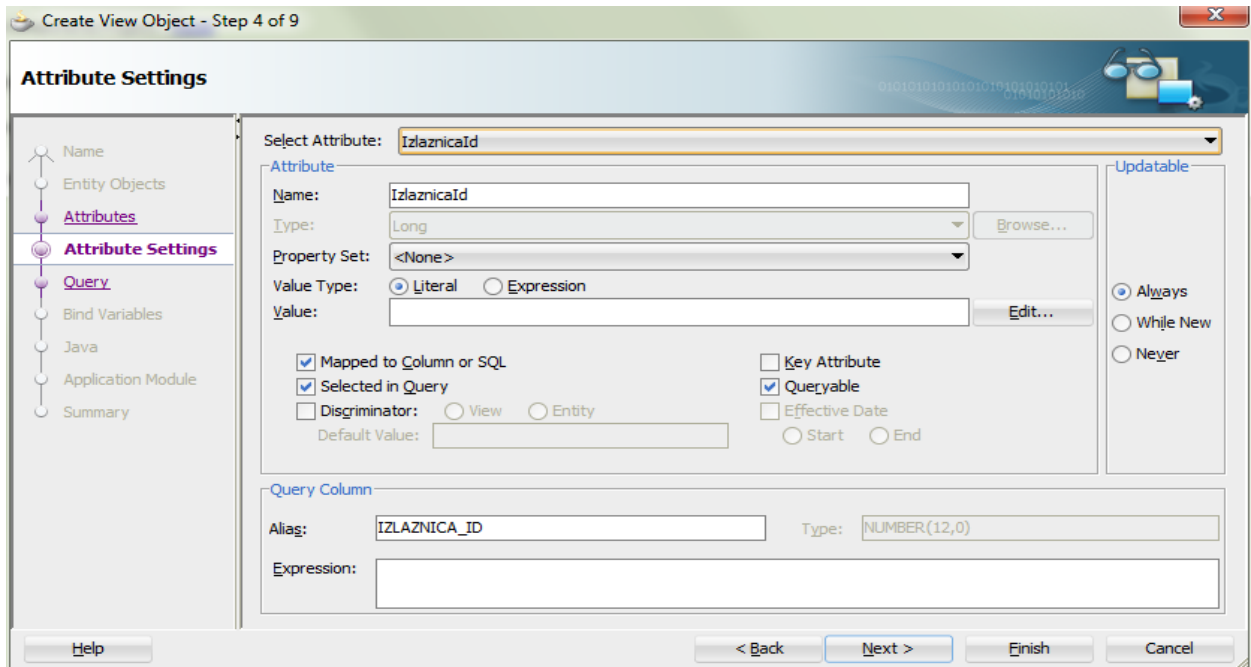 Create View Object - Step 4 of 9
Attribute Settings
Name
Entity Objects
Attributes
Attribute Settings
Query
Bind Variables
Java
Application Module
Summary
Select Attribute: IzlaznicaId
Attribute
Name: IzlaznicaId
Type: Long Browse...
Property Set: <None>
Value Type: Literal Expression
Value: Edit...
Mapped to Column or SQL Key Attribute
Selected in Query Queryable
Discriminator: View Entity Effective Date
Default Value: Start End
Updatable
Always
While New
Never
Query Column
Alias: IZLAZNICA_ID Type: NUMBER(12,0)
Expression:
Help < Back Next > Finish Cancel